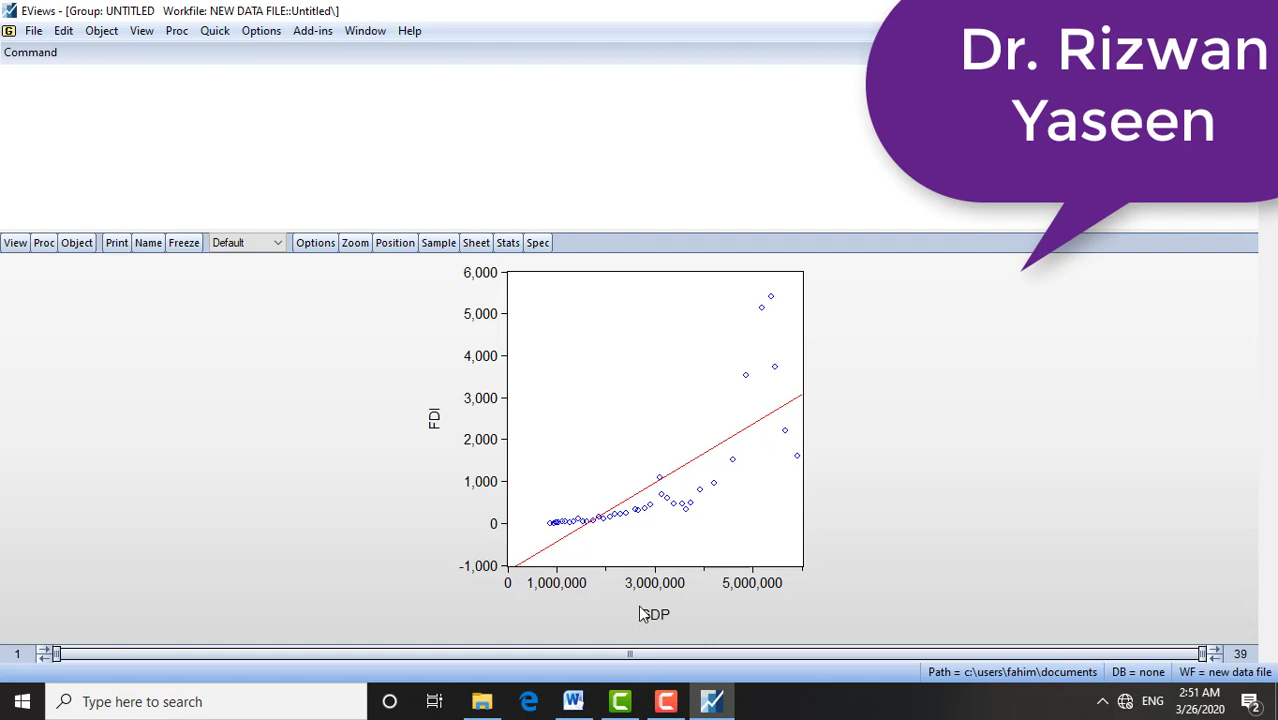 EViews - [Group: UNTITLED Workfile: NEW DATA FILE::Untitled\]
G File Edit Object View Proc Quick Options Add-ins Window Help
Command
Dr. Rizwan
Yaseen
View Proc Object Print Name Freeze Default Options Zoom Position Sample Sheet Stats Spec
6,000
5,000
4,000
3,000
2,000
1,000
0
-1,000
FDI
0 1,000,000 3,000,000 5,000,000
GDP
1 39
Path = c:\users\fahim\documents DB = none WF = new data file
Type here to search
ENG
2:51 AM
3/26/2020
2